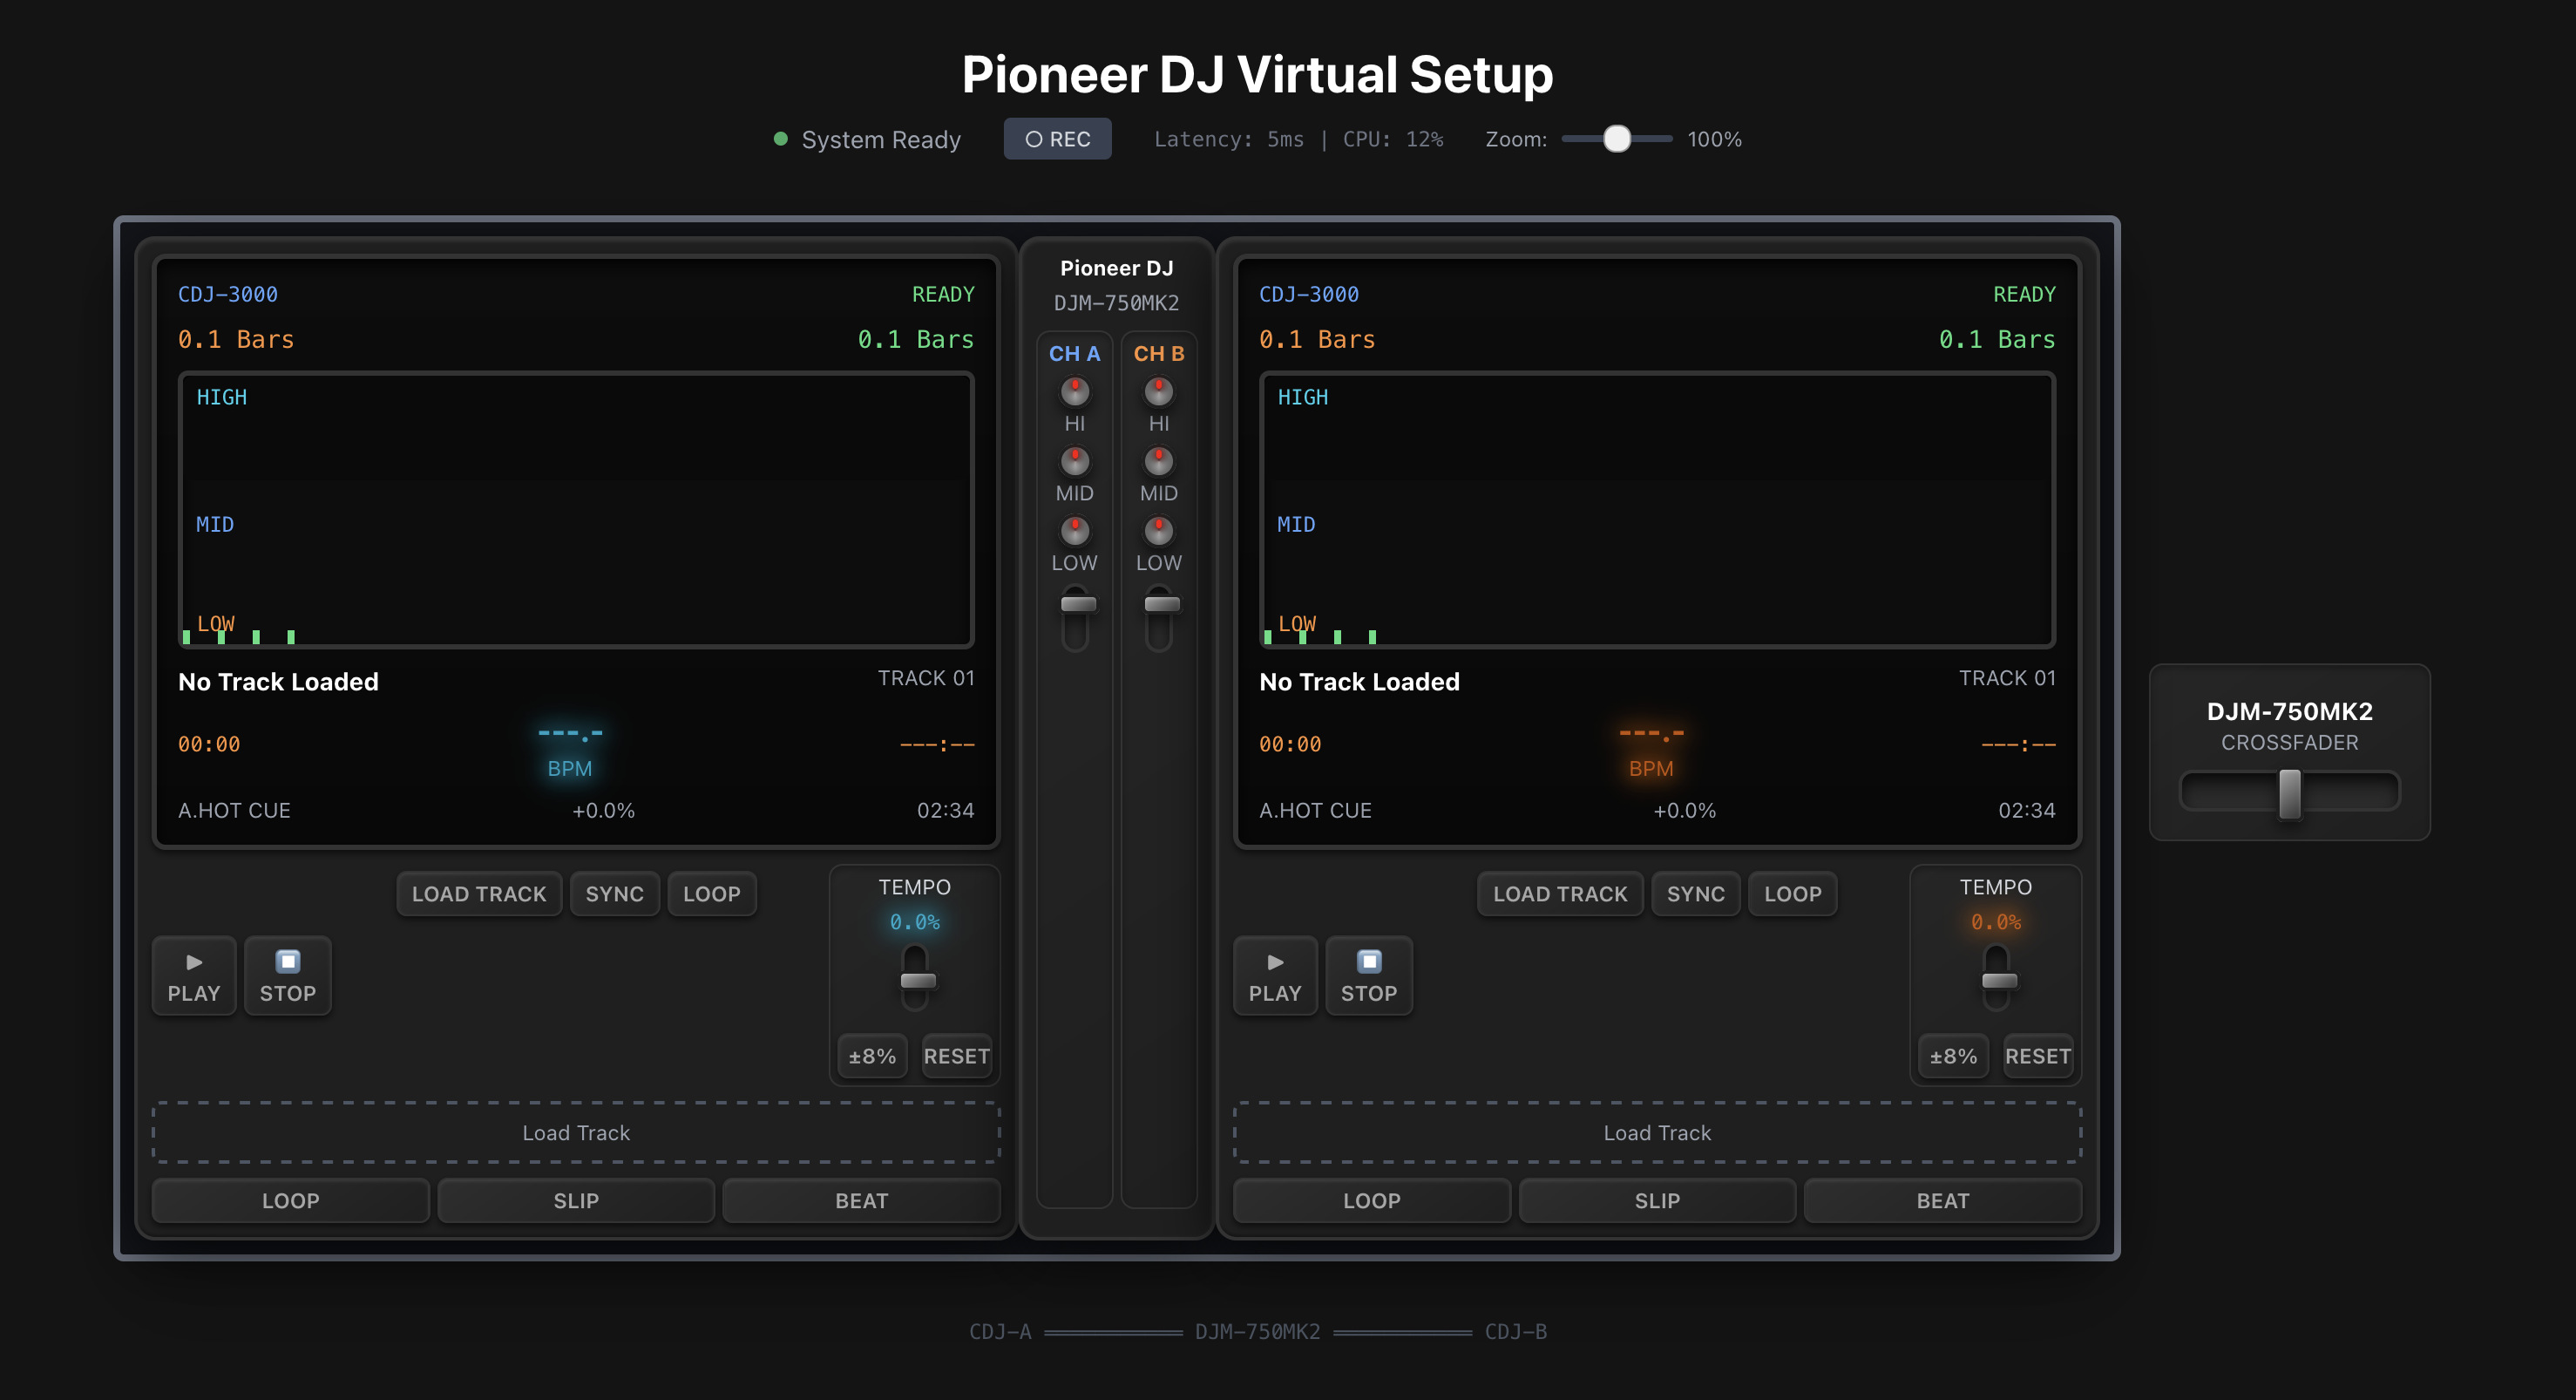 Pioneer DJ Virtual Setup
System Ready
REC
Latency: 5ms | CPU: 12%
Zoom:
100%
CDJ-3000
READY
0.1 Bars
0.1 Bars
HIGH
MID
LOW
No Track Loaded
TRACK 01
00:00
---.-
BPM
---:--
A.HOT CUE
+0.0%
02:34
LOAD TRACK
SYNC
LOOP
PLAY
STOP
TEMPO
0.0%
±8%
RESET
Load Track
LOOP
SLIP
BEAT
Pioneer DJ
DJM-750MK2
CH A
HI
MID
LOW
CH B
HI
MID
LOW
CDJ-3000
READY
0.1 Bars
0.1 Bars
HIGH
MID
LOW
No Track Loaded
TRACK 01
00:00
---.-
BPM
---:--
A.HOT CUE
+0.0%
02:34
LOAD TRACK
SYNC
LOOP
PLAY
STOP
TEMPO
0.0%
±8%
RESET
Load Track
LOOP
SLIP
BEAT
DJM-750MK2
CROSSFADER
CDJ-A
DJM-750MK2
CDJ-B